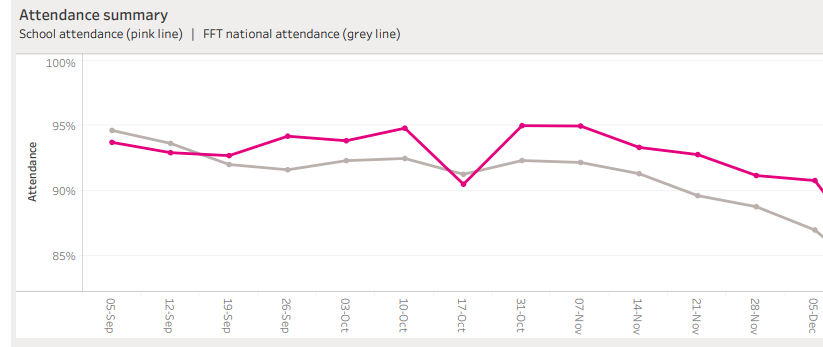 Attendance summary
School attendance (pink line) | FFT national attendance (grey line)
100%
95%
90%
85%
Attendance
05-Sep
12-Sep
19-Sep
26-Sep
03-Oct
10-Oct
17-Oct
31-Oct
07-Nov
14-Nov
21-Nov
28-Nov
05-Dec